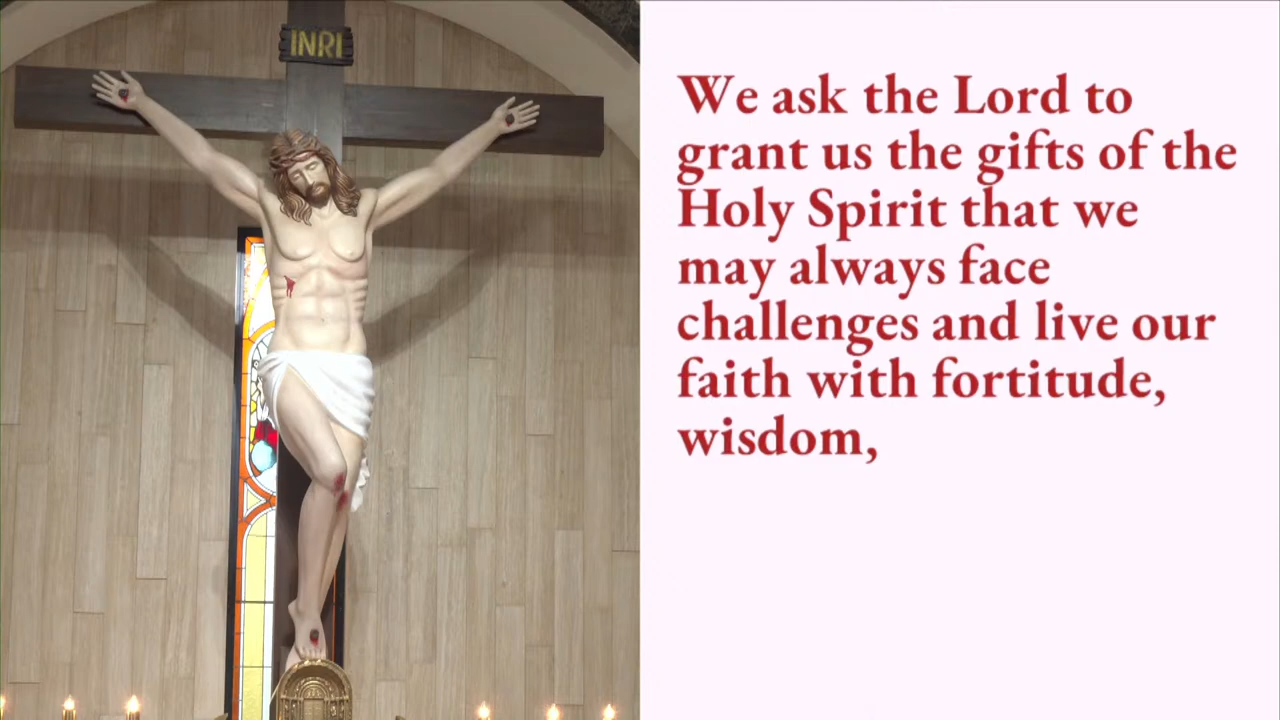 INRI
We ask the Lord to
grant us the gifts of the
Holy Spirit that we
may always face
challenges and live our
faith with fortitude,
wisdom,